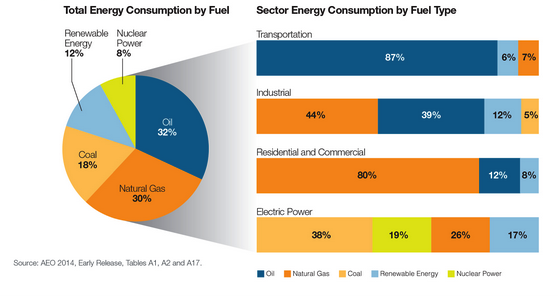 Total Energy Consumption by Fuel
Renewable
Energy
12%
Nuclear
Power
8%
Oil
32%
Coal
18%
Natural Gas
30%
Source: AEO 2014, Early Release, Tables A1, A2 and A17.
Sector Energy Consumption by Fuel Type
Transportation
87% 6% 7%
Industrial
44% 39% 12% 5%
Residential and Commercial
80% 12% 8%
Electric Power
38% 19% 26% 17%
Oil Natural Gas Coal Renewable Energy Nuclear Power